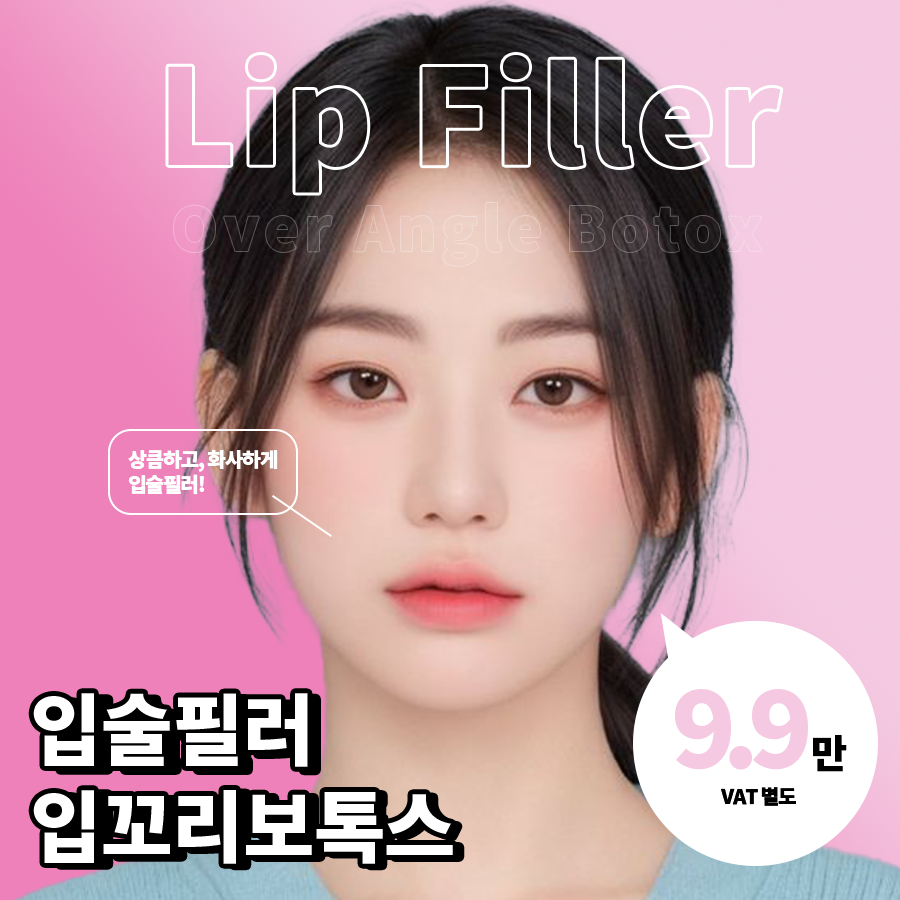 Lip Filler
Over Angle Botox
상큼하고, 화사하게
입술필러!
입술필러
입꼬리보톡스
9.9만
VAT 별도